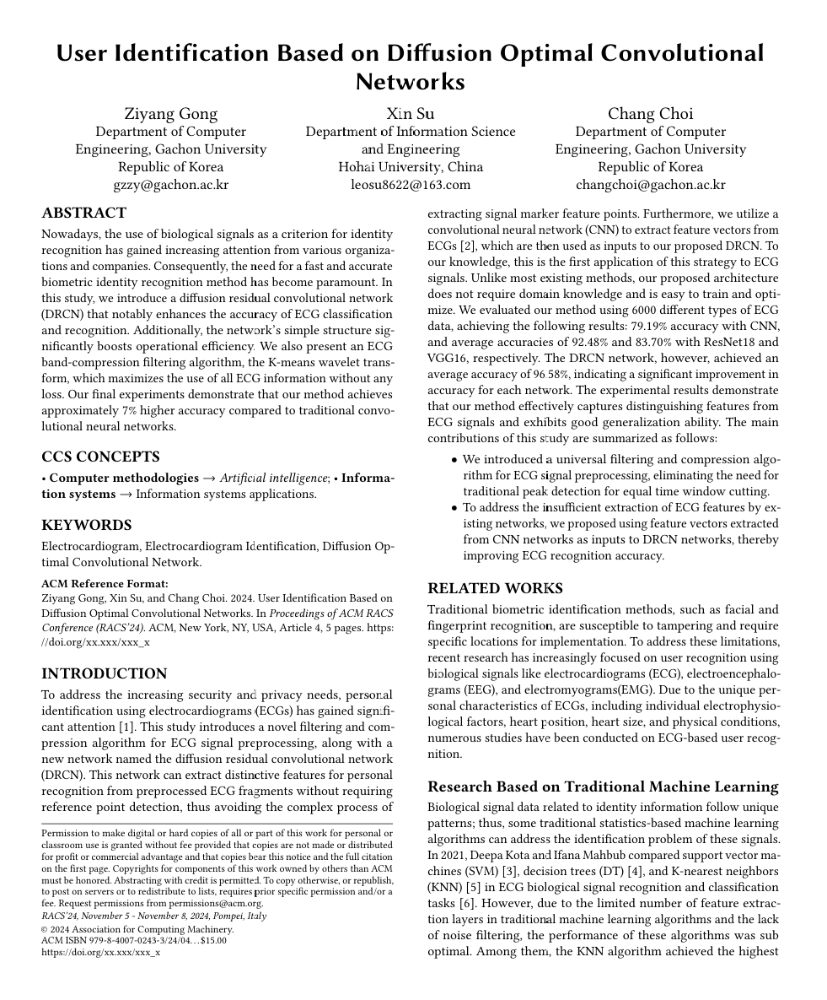 User Identification Based on Diffusion Optimal Convolutional
Networks
Ziyang Gong
Department of Computer
Engineering, Gachon University
Republic of Korea
gzzy@gachon.ac.kr
Xin Su
Department of Information Science
and Engineering
Hohai University, China
leosu8622@163.com
Chang Choi
Department of Computer
Engineering, Gachon University
Republic of Korea
changchoi@gachon.ac.kr
ABSTRACT
Nowadays, the use of biological signals as a criterion for identity
recognition has gained increasing attention from various organiza-
tions and companies. Consequently, the need for a fast and accurate
biometric identity recognition method has become paramount. In
this study, we introduce a diffusion residual convolutional network
(DRCN) that notably enhances the accuracy of ECG classification
and recognition. Additionally, the network's simple structure sig-
nificantly boosts operational efficiency. We also present an ECG
band-compression filtering algorithm, the K-means wavelet trans-
form, which maximizes the use of all ECG information without any
loss. Our final experiments demonstrate that our method achieves
approximately 7% higher accuracy compared to traditional convo-
lutional neural networks.
CCS CONCEPTS
• Computer methodologies → Artificial intelligence; • Informa-
tion systems → Information systems applications.
KEYWORDS
Electrocardiogram, Electrocardiogram Identification, Diffusion Op-
timal Convolutional Network.
ACM Reference Format:
Ziyang Gong, Xin Su, and Chang Choi. 2024. User Identification Based on
Diffusion Optimal Convolutional Networks. In Proceedings of ACM RACS
Conference (RACS'24). ACM, New York, NY, USA, Article 4, 5 pages. https:
//doi.org/xx.xxx/xxx_x
INTRODUCTION
To address the increasing security and privacy needs, personal
identification using electrocardiograms (ECGs) has gained signifi-
cant attention [1]. This study introduces a novel filtering and com-
pression algorithm for ECG signal preprocessing, along with a
new network named the diffusion residual convolutional network
(DRCN). This network can extract distinctive features for personal
recognition from preprocessed ECG fragments without requiring
reference point detection, thus avoiding the complex process of
Permission to make digital or hard copies of all or part of this work for personal or
classroom use is granted without fee provided that copies are not made or distributed
for profit or commercial advantage and that copies bear this notice and the full citation
on the first page. Copyrights for components of this work owned by others than ACM
must be honored. Abstracting with credit is permitted. To copy otherwise, or republish,
to post on servers or to redistribute to lists, requires prior specific permission and/or a
fee. Request permissions from permissions@acm.org.
RACS'24, November 5 - November 8, 2024, Pompei, Italy
© 2024 Association for Computing Machinery.
ACM ISBN 979-8-4007-0243-3/24/04...$15.00
https://doi.org/xx.xxx/xxx_x
extracting signal marker feature points. Furthermore, we utilize a
convolutional neural network (CNN) to extract feature vectors from
ECGs [2], which are then used as inputs to our proposed DRCN. To
our knowledge, this is the first application of this strategy to ECG
signals. Unlike most existing methods, our proposed architecture
does not require domain knowledge and is easy to train and opti-
mize. We evaluated our method using 6000 different types of ECG
data, achieving the following results: 79.19% accuracy with CNN,
and average accuracies of 92.48% and 83.70% with ResNet18 and
VGG16, respectively. The DRCN network, however, achieved an
average accuracy of 96.58%, indicating a significant improvement in
accuracy for each network. The experimental results demonstrate
that our method effectively captures distinguishing features from
ECG signals and exhibits good generalization ability. The main
contributions of this study are summarized as follows:
• We introduced a universal filtering and compression algo-
rithm for ECG signal preprocessing, eliminating the need for
traditional peak detection for equal time window cutting.
• To address the insufficient extraction of ECG features by ex-
isting networks, we proposed using feature vectors extracted
from CNN networks as inputs to DRCN networks, thereby
improving ECG recognition accuracy.
RELATED WORKS
Traditional biometric identification methods, such as facial and
fingerprint recognition, are susceptible to tampering and require
specific locations for implementation. To address these limitations,
recent research has increasingly focused on user recognition using
biological signals like electrocardiograms (ECG), electroencephalo-
grams (EEG), and electromyograms(EMG). Due to the unique per-
sonal characteristics of ECGs, including individual electrophysio-
logical factors, heart position, heart size, and physical conditions,
numerous studies have been conducted on ECG-based user recog-
nition.
Research Based on Traditional Machine Learning
Biological signal data related to identity information follow unique
patterns; thus, some traditional statistics-based machine learning
algorithms can address the identification problem of these signals.
In 2021, Deepa Kota and Ifana Mahbub compared support vector ma-
chines (SVM) [3], decision trees (DT) [4], and K-nearest neighbors
(KNN) [5] in ECG biological signal recognition and classification
tasks [6]. However, due to the limited number of feature extrac-
tion layers in traditional machine learning algorithms and the lack
of noise filtering, the performance of these algorithms was sub
optimal. Among them, the KNN algorithm achieved the highest